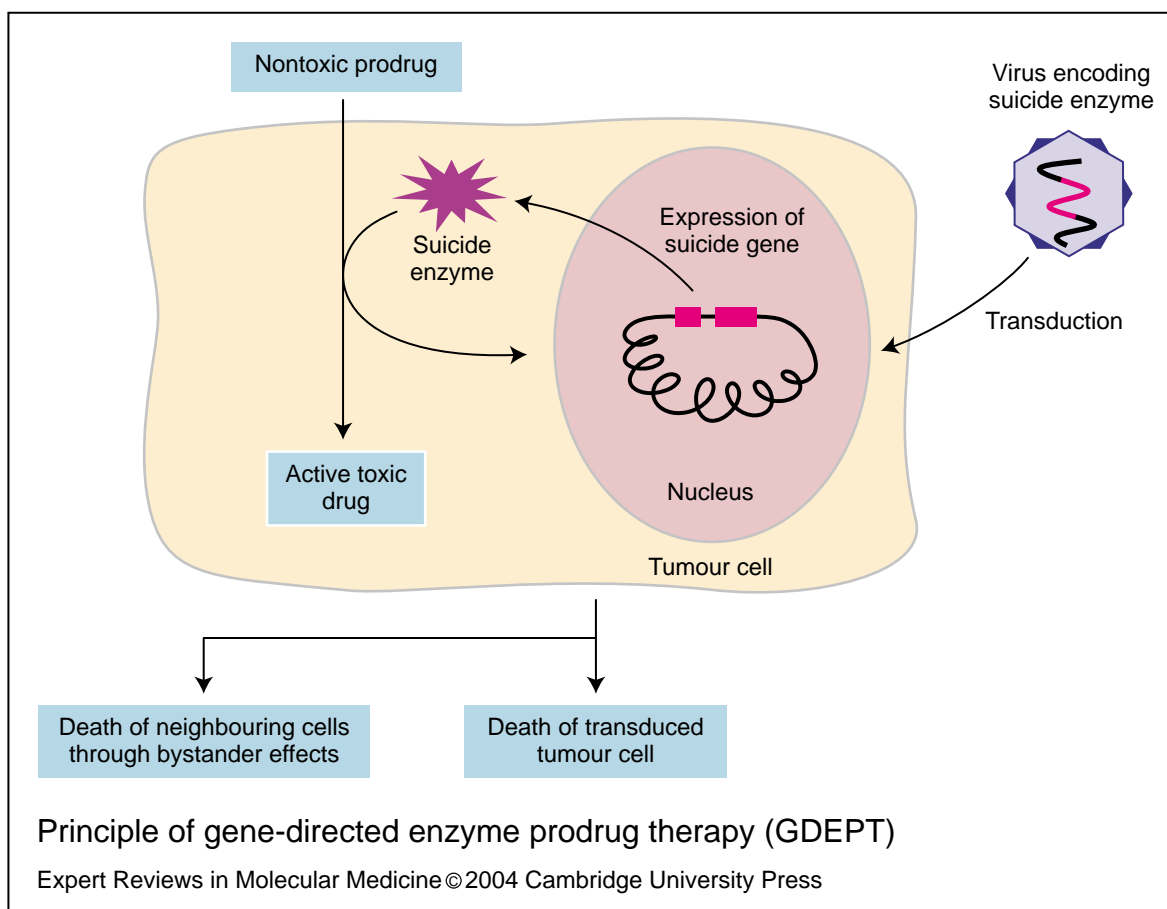 Nontoxic prodrug
Virus encoding
suicide enzyme
Expression of
suicide gene
Suicide
enzyme
Transduction
Active toxic
drug
Nucleus
Tumour cell
Death of neighbouring cells
through bystander effects
Death of transduced
tumour cell
Principle of gene-directed enzyme prodrug therapy (GDEPT)
Expert Reviews in Molecular Medicine © 2004 Cambridge University Press